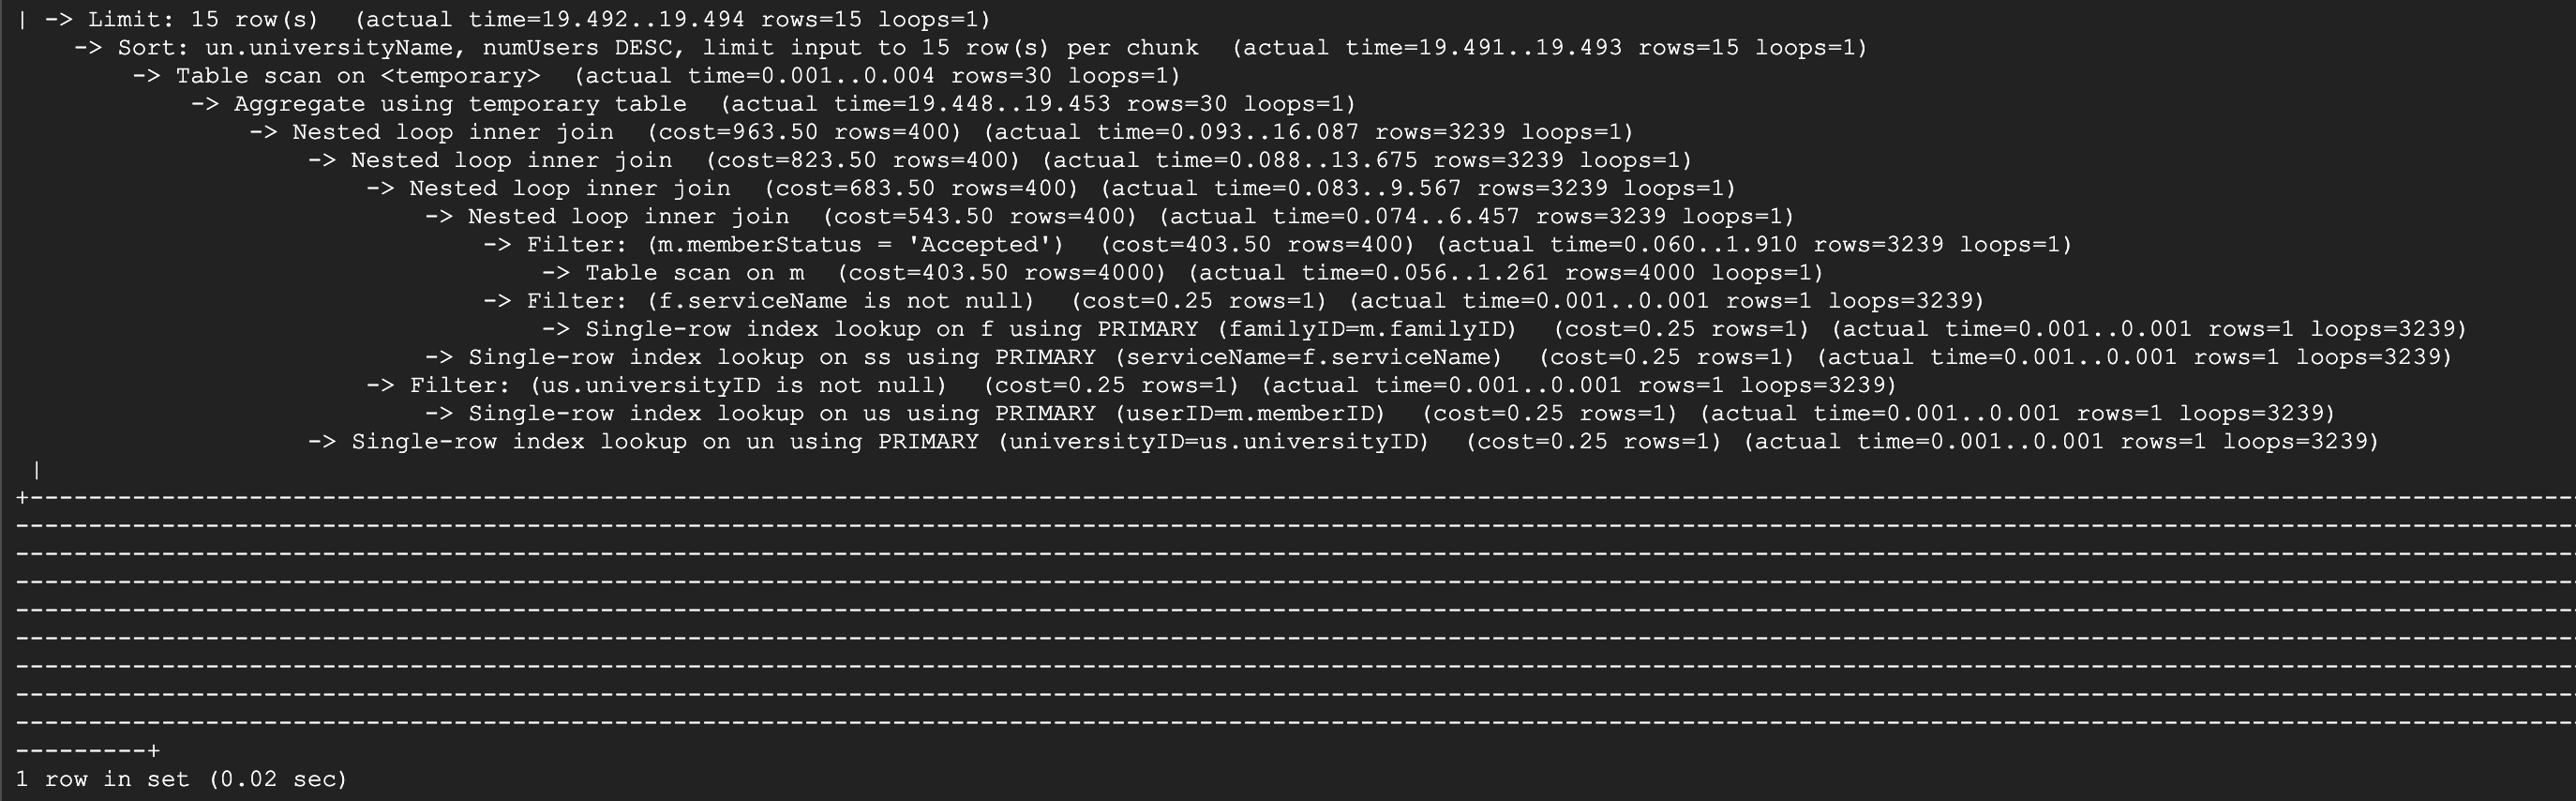 | -> Limit: 15 row(s)  (actual time=19.492..19.494 rows=15 loops=1)
    -> Sort: un.universityName, numUsers DESC, limit input to 15 row(s) per chunk  (actual time=19.491..19.493 rows=15 loops=1)
        -> Table scan on <temporary>  (actual time=0.001..0.004 rows=30 loops=1)
            -> Aggregate using temporary table  (actual time=19.448..19.453 rows=30 loops=1)
                -> Nested loop inner join  (cost=963.50 rows=400) (actual time=0.093..16.087 rows=3239 loops=1)
                    -> Nested loop inner join  (cost=823.50 rows=400) (actual time=0.088..13.675 rows=3239 loops=1)
                        -> Nested loop inner join  (cost=683.50 rows=400) (actual time=0.083..9.567 rows=3239 loops=1)
                            -> Nested loop inner join  (cost=543.50 rows=400) (actual time=0.074..6.457 rows=3239 loops=1)
                                -> Filter: (m.memberStatus = 'Accepted')  (cost=403.50 rows=400) (actual time=0.060..1.910 rows=3239 loops=1)
                                    -> Table scan on m  (cost=403.50 rows=4000) (actual time=0.056..1.261 rows=4000 loops=1)
                                -> Filter: (f.serviceName is not null)  (cost=0.25 rows=1) (actual time=0.001..0.001 rows=1 loops=3239)
                                    -> Single-row index lookup on f using PRIMARY (familyID=m.familyID)  (cost=0.25 rows=1) (actual time=0.001..0.001 rows=1 loops=3239)
                            -> Single-row index lookup on ss using PRIMARY (serviceName=f.serviceName)  (cost=0.25 rows=1) (actual time=0.001..0.001 rows=1 loops=3239)
                        -> Filter: (us.universityID is not null)  (cost=0.25 rows=1) (actual time=0.001..0.001 rows=1 loops=3239)
                            -> Single-row index lookup on us using PRIMARY (userID=m.memberID)  (cost=0.25 rows=1) (actual time=0.001..0.001 rows=1 loops=3239)
                    -> Single-row index lookup on un using PRIMARY (universityID=us.universityID)  (cost=0.25 rows=1) (actual time=0.001..0.001 rows=1 loops=3239)
 |
1 row in set (0.02 sec)